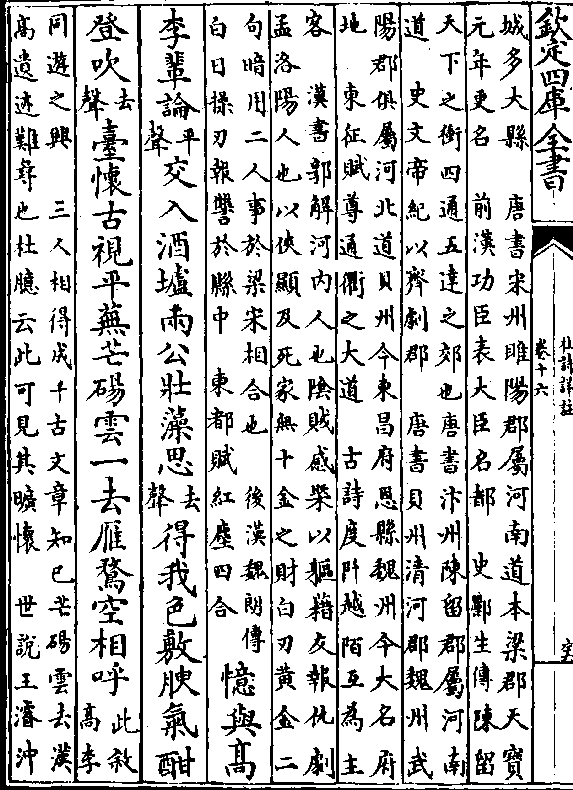 欽定四庫全書
杜詩詳註
卷十六
城多大縣 唐書宋州睢陽郡屬河南道本梁郡天寶
元年更名 前漢功臣表大臣名都 史酈生傳陳留
天下之衝四通五達之郊也唐書汴州陳留郡屬河南
道 史文帝紀以齊劇郡 唐書貝州清河郡魏州武
陽郡俱屬河北道貝州今東昌府恩縣魏州今大名府
地 東征賦尊通衢之大道 古詩度阡越陌互為主
客 漢書郭解河内人也陰賊感槩以軀藉友報仇劇
孟洛陽人也以俠顯及死家無十金之財白刃黄金二
句暗用二人事於梁宋相合也 後漢魏朗傳
白日操刃報讐於縣中 東都賦紅塵四合
憶與高
李輩論平聲交入酒壚兩公壯藻思去聲得我色敷腴氣酣
登吹去聲臺懷古視平蕪芒碭雲一去雁鶩空相呼此敘高李
同遊之興 三人相得成千古文章知已芒碭雲去漢
高遺迹難尋也杜臆云此可見其曠懷 世說王濬沖